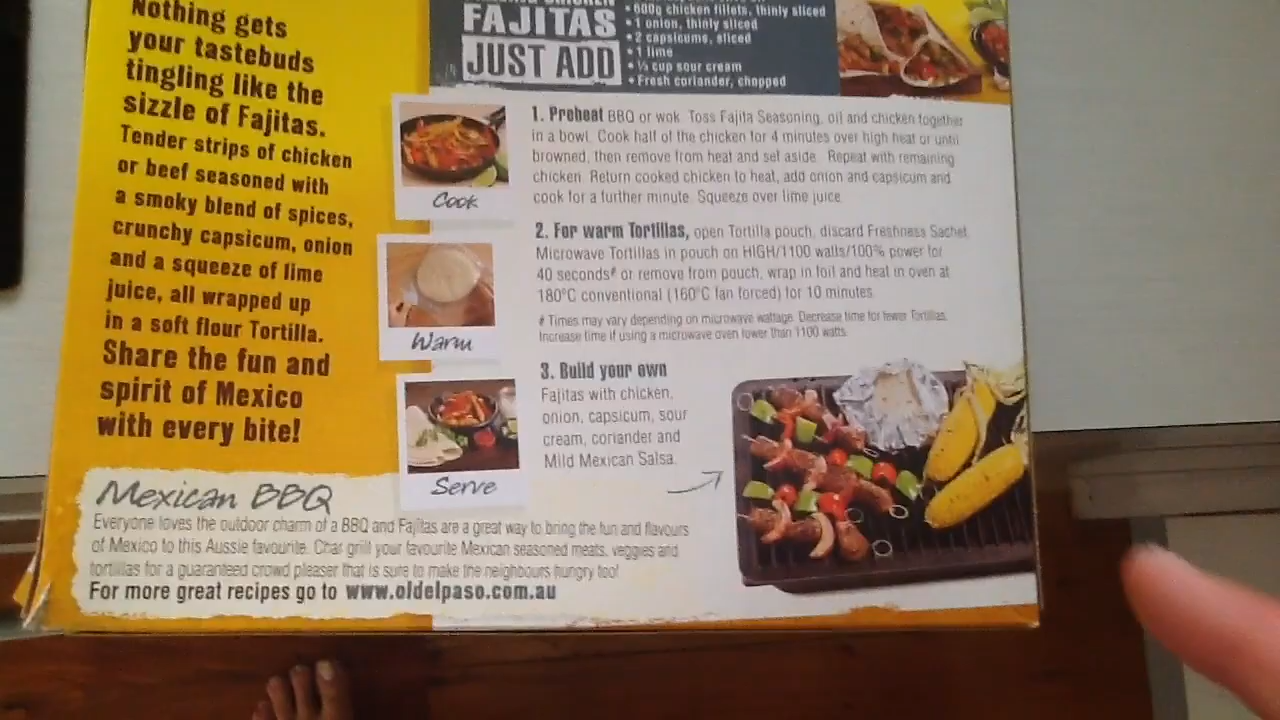 Nothing gets
your tastebuds
tingling like the
sizzle of Fajitas.
Tender strips of chicken
or beef seasoned with
a smoky blend of spices,
crunchy capsicum, onion
and a squeeze of lime
juice, all wrapped up
in a soft flour Tortilla.
Share the fun and
spirit of Mexico
with every bite!
FAJITAS
JUST ADD
• 600g chicken fillets, thinly sliced
• 1 onion, thinly sliced
• 2 capsicums, sliced
• 1 lime
• ½ cup sour cream
• Fresh coriander, chopped
Cook
1. Preheat BBQ or wok. Toss Fajita Seasoning, oil and chicken together
in a bowl. Cook half of the chicken for 4 minutes over high heat or until
browned, then remove from heat and set aside. Repeat with remaining
chicken. Return cooked chicken to heat, add onion and capsicum and
cook for a further minute. Squeeze over lime juice.
Warm
2. For warm Tortillas, open Tortilla pouch, discard Freshness Sachet.
Microwave Tortillas in pouch on HIGH/1100 watts/100% power for
40 seconds# or remove from pouch, wrap in foil and heat in oven at
180°C conventional (160°C fan forced) for 10 minutes.
# Times may vary depending on microwave wattage. Decrease time for fewer Tortillas.
Increase time if using a microwave oven lower than 1100 watts.
Serve
3. Build your own
Fajitas with chicken,
onion, capsicum, sour
cream, coriander and
Mild Mexican Salsa.
Mexican BBQ
Everyone loves the outdoor charm of a BBQ and Fajitas are a great way to bring the fun and flavours
of Mexico to this Aussie favourite. Char grill your favourite Mexican seasoned meats, veggies and
tortillas for a guaranteed crowd pleaser that is sure to make the neighbours hungry too!
For more great recipes go to www.oldelpaso.com.au